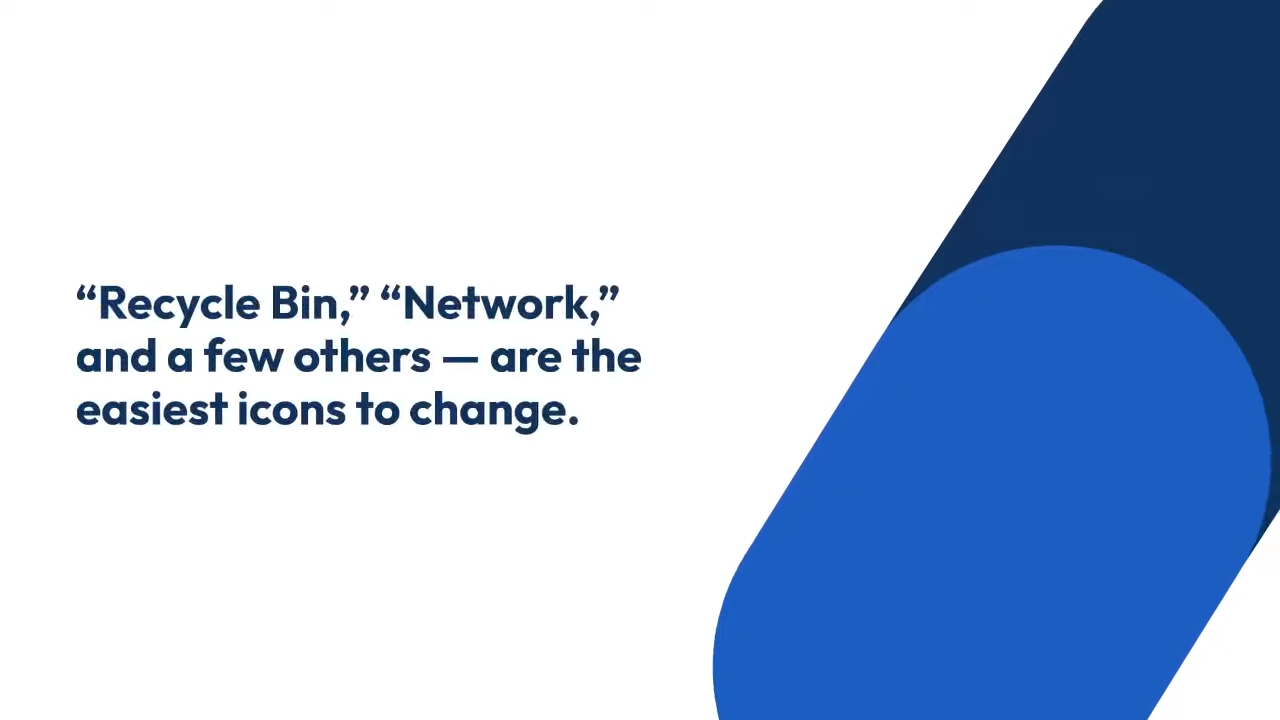 “Recycle Bin,” “Network,”
and a few others — are the
easiest icons to change.